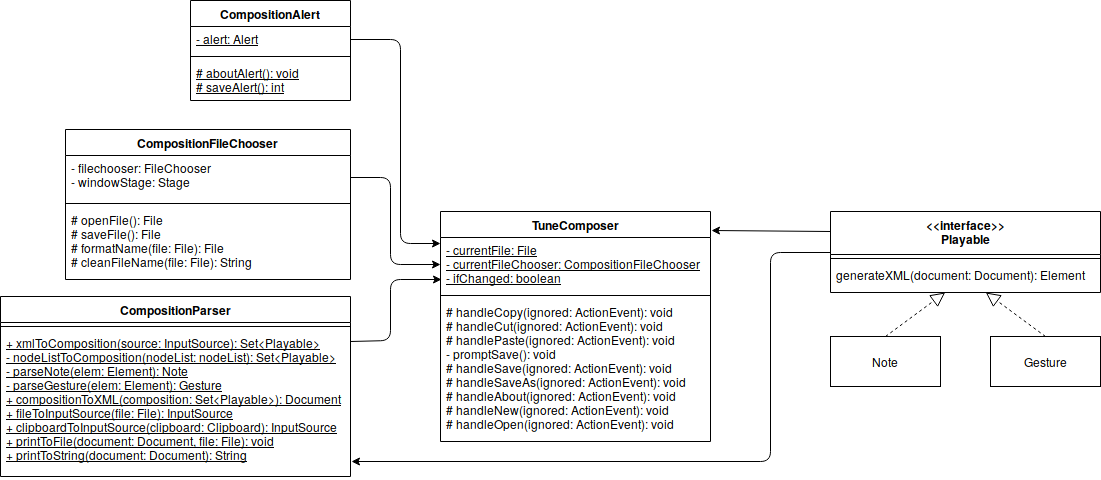 CompositionAlert
- alert: Alert
# aboutAlert(): void
# saveAlert(): int
CompositionFileChooser
- filechooser: FileChooser
- windowStage: Stage
# openFile(): File
# saveFile(): File
# formatName(file: File): File
# cleanFileName(file: File): String
CompositionParser
+ xmlToComposition(source: InputSource): Set<Playable>
- nodeListToComposition(nodeList: nodeList): Set<Playable>
- parseNote(elem: Element): Note
- parseGesture(elem: Element): Gesture
+ compositionToXML(composition: Set<Playable>): Document
+ fileToInputSource(file: File): InputSource
+ clipboardToInputSource(clipboard: Clipboard): InputSource
+ printToFile(document: Document, file: File): void
+ printToString(document: Document): String
TuneComposer
- currentFile: File
- currentFileChooser: CompositionFileChooser
- ifChanged: boolean
# handleCopy(ignored: ActionEvent): void
# handleCut(ignored: ActionEvent): void
# handlePaste(ignored: ActionEvent): void
- promptSave(): void
# handleSave(ignored: ActionEvent): void
# handleSaveAs(ignored: ActionEvent): void
# handleAbout(ignored: ActionEvent): void
# handleNew(ignored: ActionEvent): void
# handleOpen(ignored: ActionEvent): void
<<interface>>
Playable
generateXML(document: Document): Element
Note
Gesture